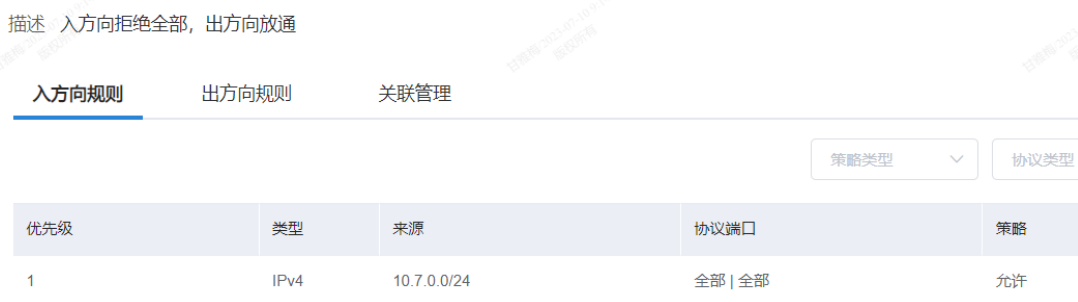 描述 入方向拒绝全部，出方向放通
入方向规则 出方向规则 关联管理
策略类型 协议类型
优先级 类型 来源 协议端口 策略
1 IPv4 10.7.0.0/24 全部 | 全部 允许